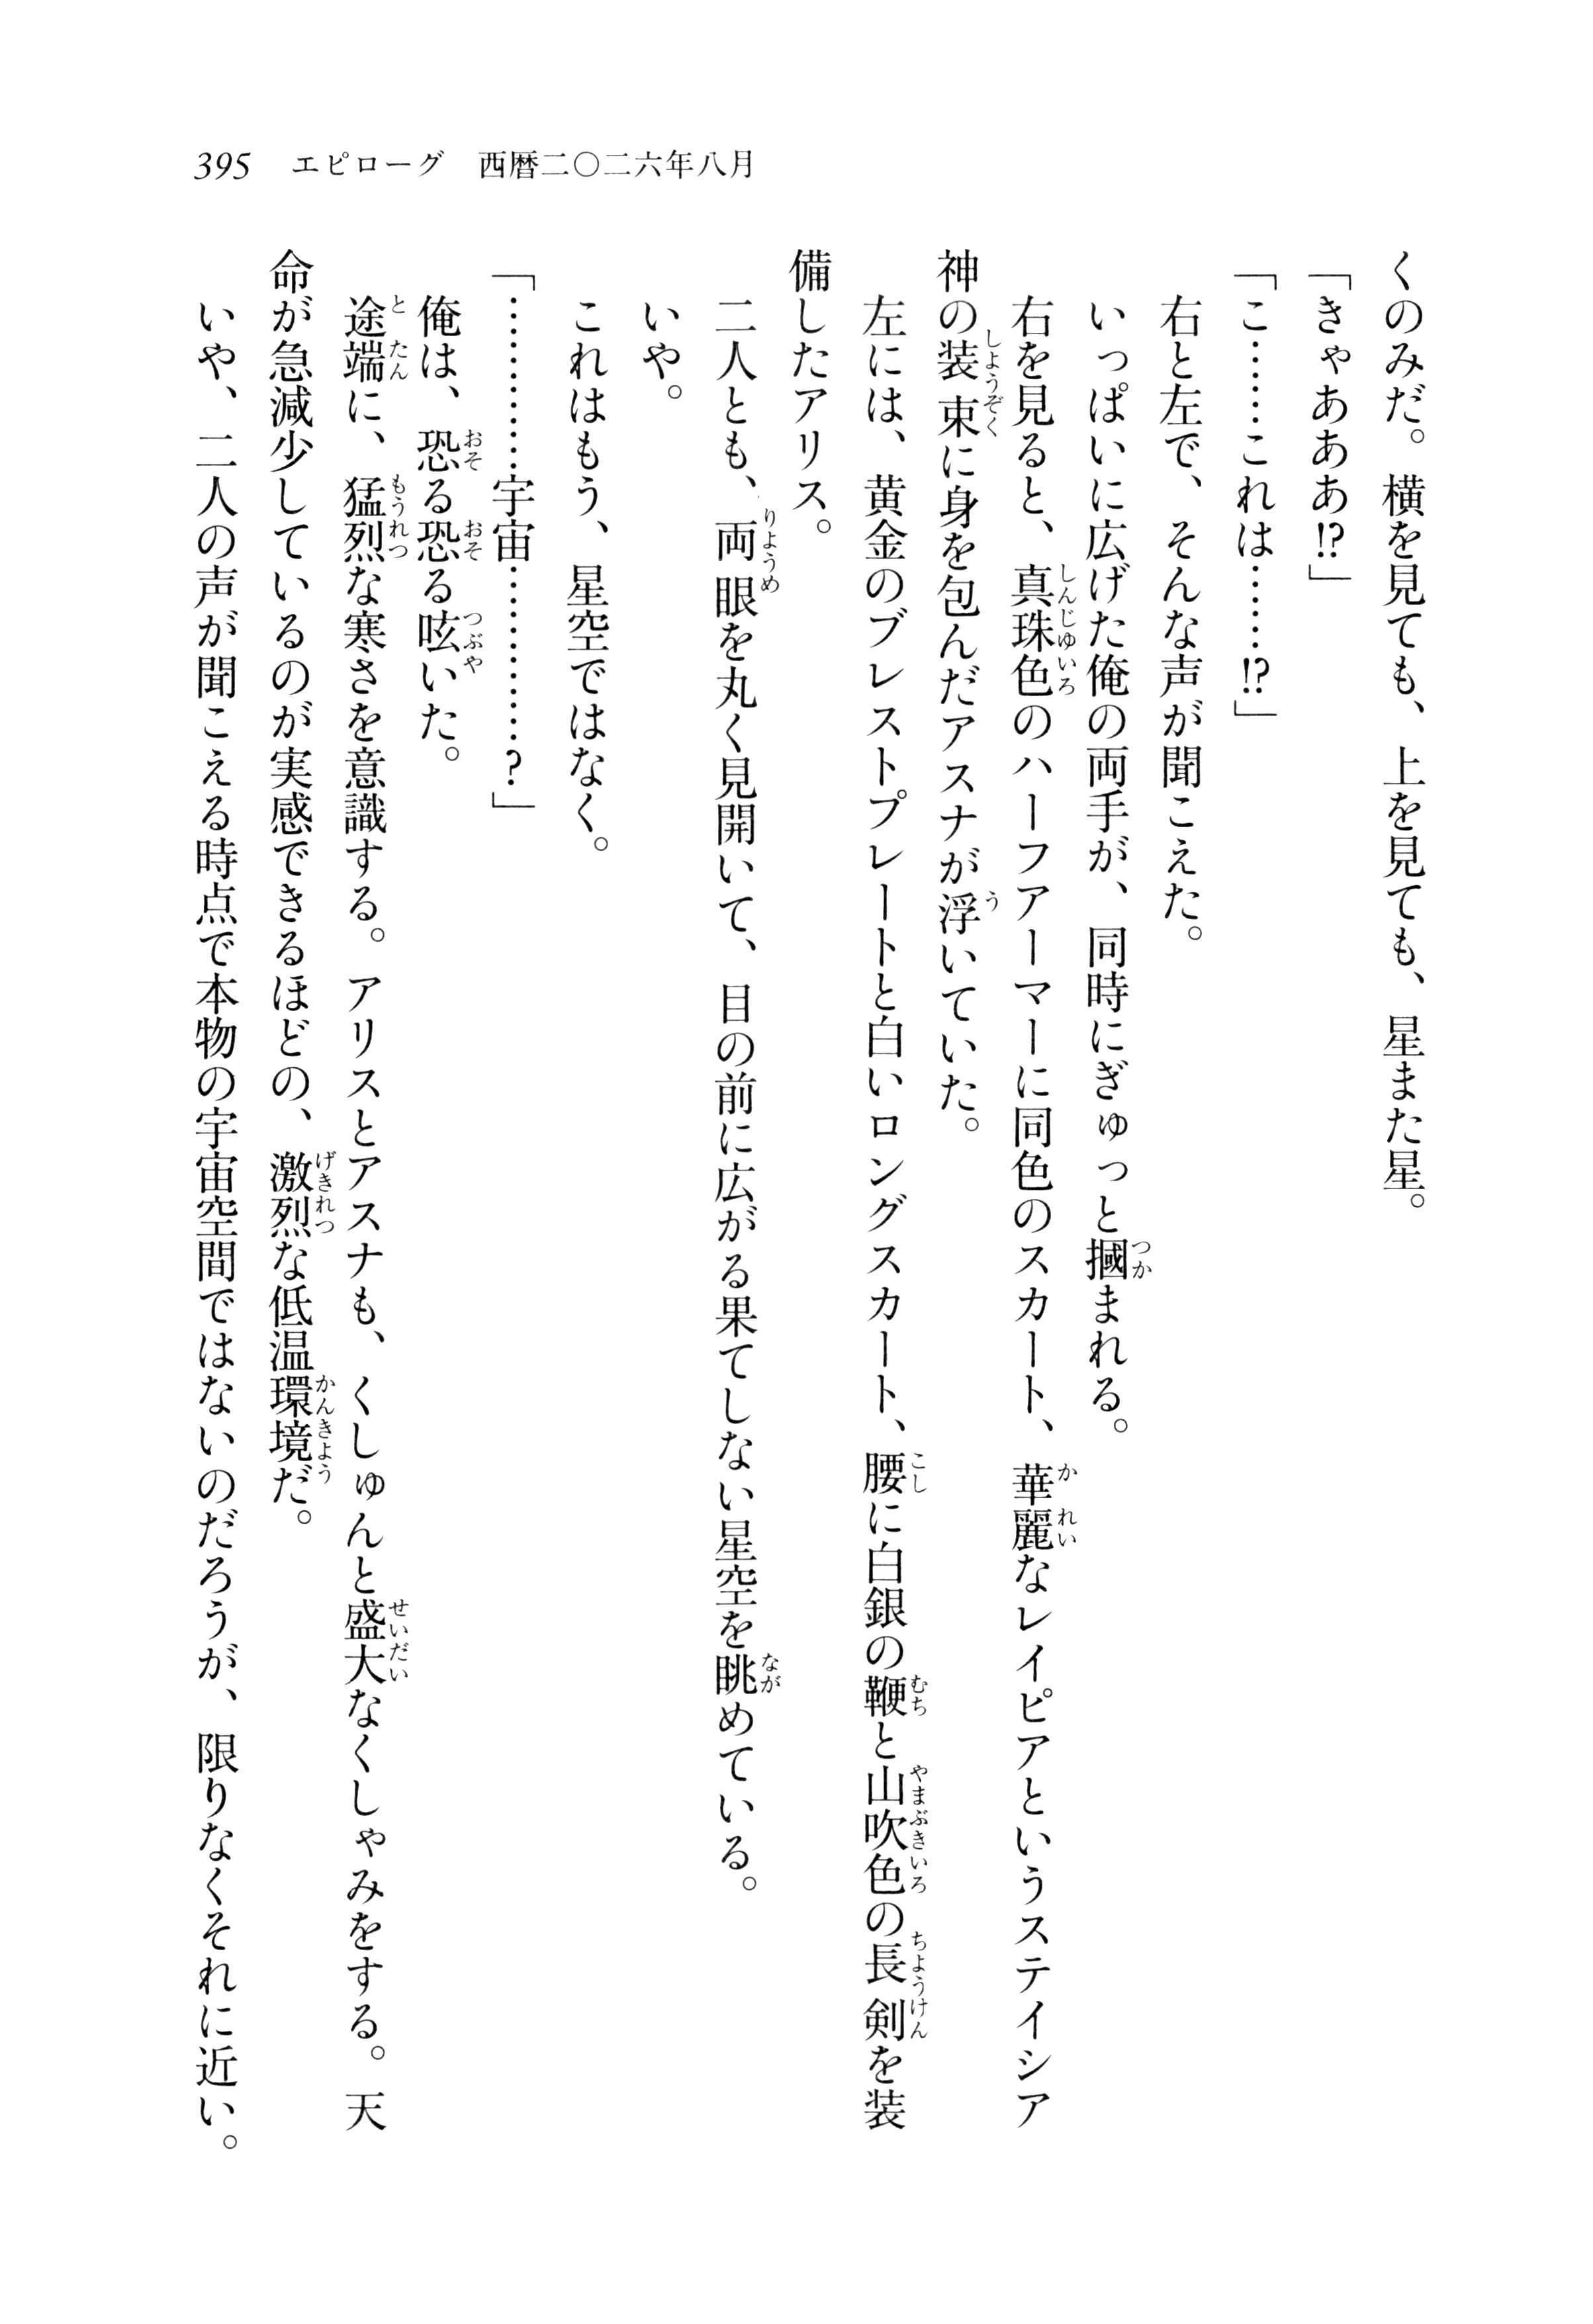 395 エピローグ 西暦二〇二六年八月
くのみだ。横を見ても、上を見ても、星また星。
「きゃあああ!?」
「こ………これは………!?」
右と左で、そんな声が聞こえた。
いっぱいに広げた俺の両手が、同時にぎゅっと摑まれる。
右を見ると、真珠色のハーフアーマーに同色のスカート、華麗なレイピアというステイシア
神の装束に身を包んだアスナが浮いていた。
左には、黄金のブレストプレートと白いロングスカート、腰に白銀の鞭と山吹色の長剣を装
備したアリス。
二人とも、両眼を丸く見開いて、目の前に広がる果てしない星空を眺めている。
いや。
これはもう、星空ではなく。
「…………宇宙…………?」
俺は、恐る恐る呟いた。
途端に、猛烈な寒さを意識する。アリスとアスナも、くしゅんと盛大なくしゃみをする。天
命が急減少しているのが実感できるほどの、激烈な低温環境だ。
いや、二人の声が聞こえる時点で本物の宇宙空間ではないのだろうが、限りなくそれに近い。